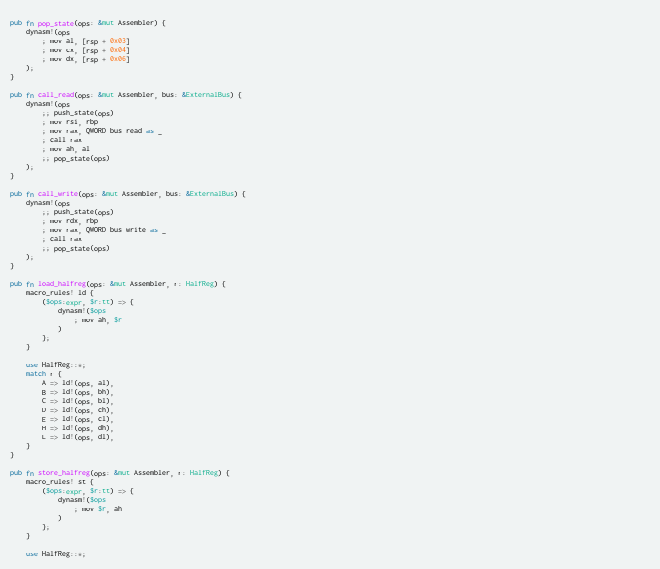 pub fn pop_state(ops: &mut Assembler) {
    dynasm!(ops
        ; mov al, [rsp + 0x03]
        ; mov cx, [rsp + 0x04]
        ; mov dx, [rsp + 0x06]
    );
}
pub fn call_read(ops: &mut Assembler, bus: &ExternalBus) {
    dynasm!(ops
        ;; push_state(ops)
        ; mov rsi, rbp
        ; mov rax, QWORD bus read as _
        ; call rax
        ; mov ah, al
        ;; pop_state(ops)
    );
}
pub fn call_write(ops: &mut Assembler, bus: &ExternalBus) {
    dynasm!(ops
        ;; push_state(ops)
        ; mov rdx, rbp
        ; mov rax, QWORD bus write as _
        ; call rax
        ;; pop_state(ops)
    );
}
pub fn load_halfreg(ops: &mut Assembler, r: HalfReg) {
    macro_rules! ld {
        ($ops:expr, $r:tt) => {
            dynasm!($ops
                ; mov ah, $r
            )
        };
    }
    use HalfReg::*;
    match r {
        A => ld!(ops, al),
        B => ld!(ops, bh),
        C => ld!(ops, bl),
        D => ld!(ops, ch),
        E => ld!(ops, cl),
        H => ld!(ops, dh),
        L => ld!(ops, dl),
    }
}
pub fn store_halfreg(ops: &mut Assembler, r: HalfReg) {
    macro_rules! st {
        ($ops:expr, $r:tt) => {
            dynasm!($ops
                ; mov $r, ah
            )
        };
    }
    use HalfReg::*;